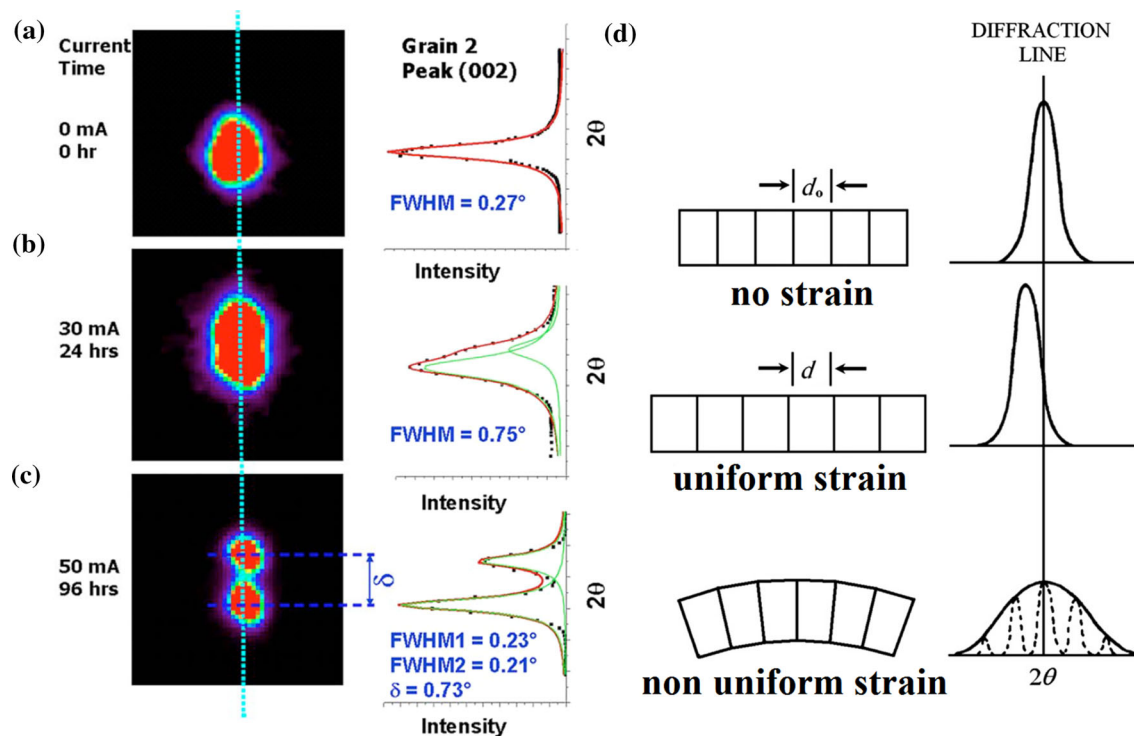 (a)
Current
Time
0 mA
0 hr
Grain 2
Peak (002)
FWHM = 0.27°
2θ
Intensity
(b)
30 mA
24 hrs
FWHM = 0.75°
2θ
Intensity
(c)
50 mA
96 hrs
δ
FWHM1 = 0.23°
FWHM2 = 0.21°
δ = 0.73°
2θ
Intensity
(d)
DIFFRACTION
LINE
do
no strain
d
uniform strain
non uniform strain
2θ